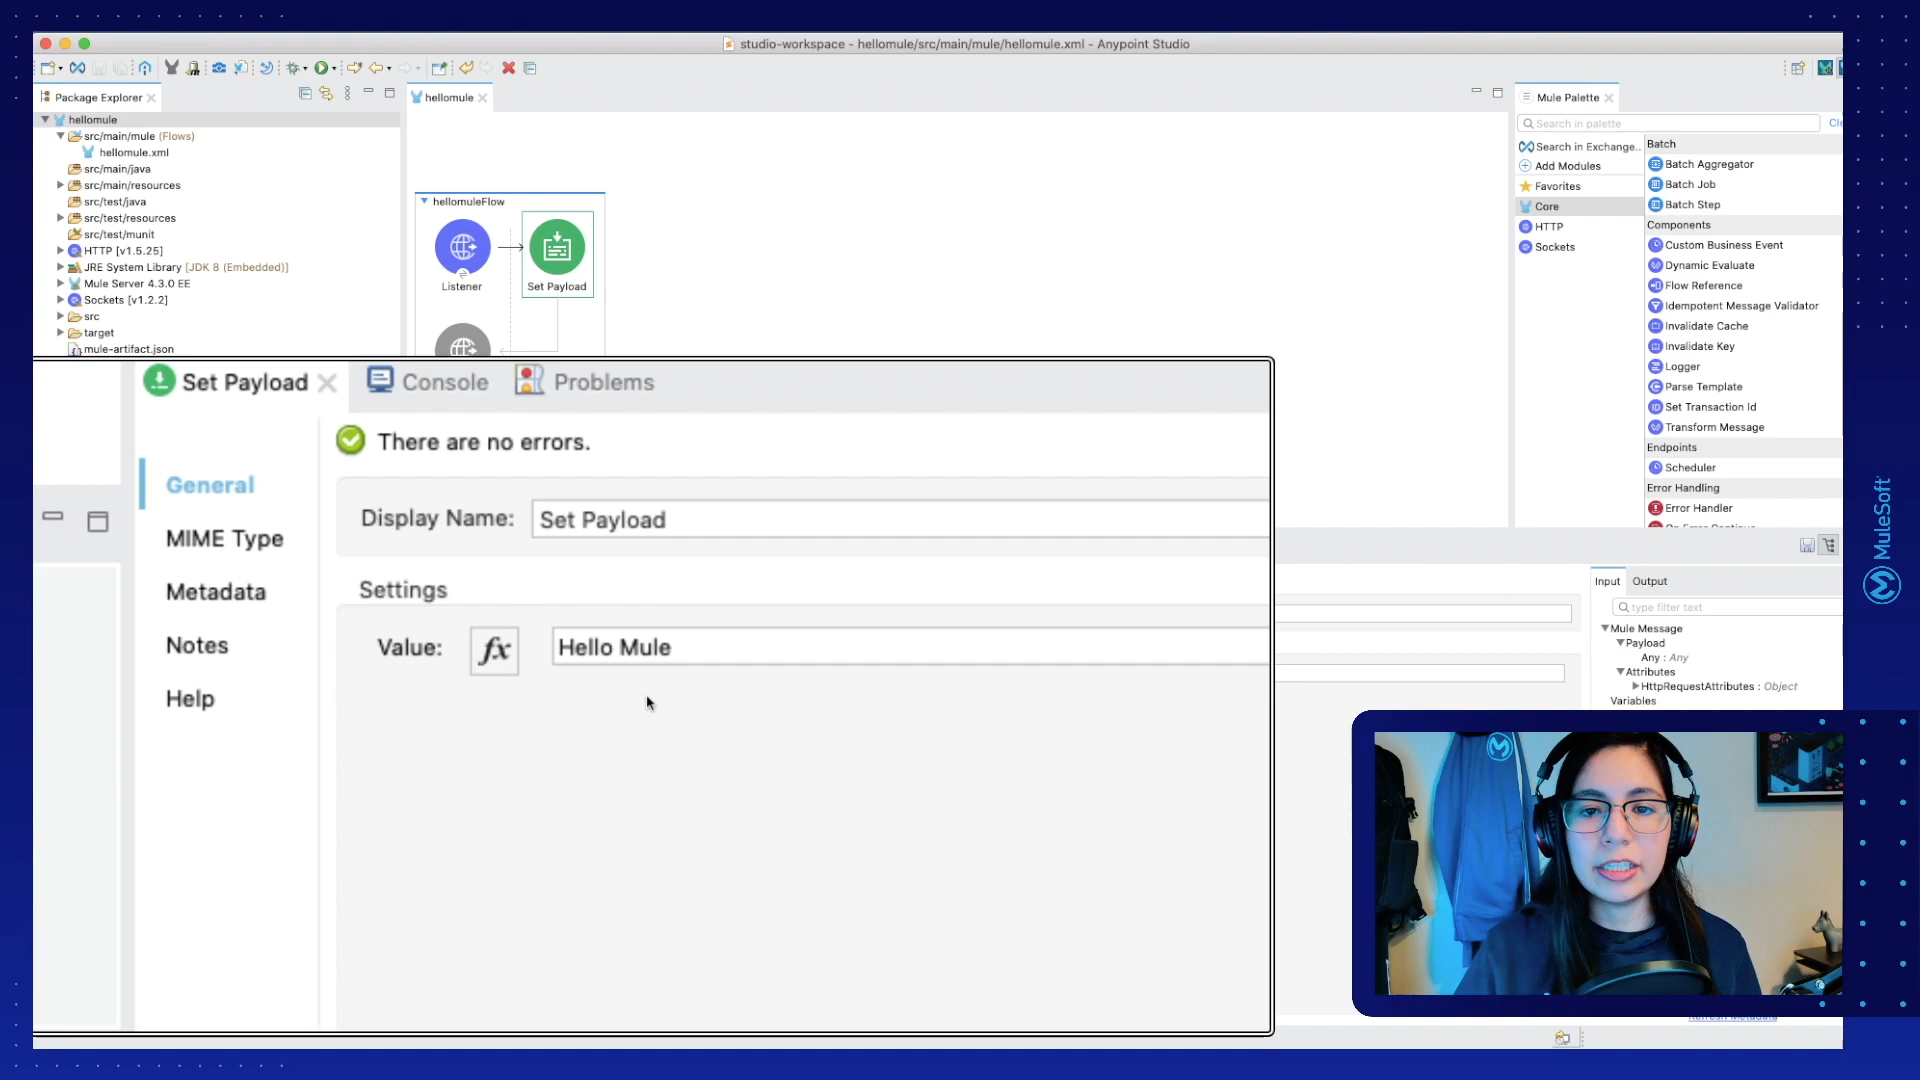 studio-workspace - hellomule/src/main/mule/hellomule.xml - Anypoint Studio
Package Explorer
hellomule
src/main/mule (Flows)
hellomule.xml
src/main/java
src/main/resources
src/test/java
src/test/resources
src/test/munit
HTTP [v1.5.25]
JRE System Library [JDK 8 (Embedded)]
Mule Server 4.3.0 EE
Sockets [v1.2.2]
src
target
mule-artifact.json
hellomule
hellomuleFlow
Listener
Set Payload
Mule Palette
Search in palette
Search in Exchange..
Add Modules
Favorites
Core
HTTP
Sockets
Batch
Batch Aggregator
Batch Job
Batch Step
Components
Custom Business Event
Dynamic Evaluate
Flow Reference
Idempotent Message Validator
Invalidate Cache
Invalidate Key
Logger
Parse Template
Set Transaction Id
Transform Message
Endpoints
Scheduler
Error Handling
Error Handler
Set Payload
Console
Problems
There are no errors.
General
MIME Type
Metadata
Notes
Help
Display Name: Set Payload
Settings
Value: fx Hello Mule
Input
Output
type filter text
Mule Message
Payload
Any : Any
Attributes
HttpRequestAttributes : Object
Variables
MuleSoft